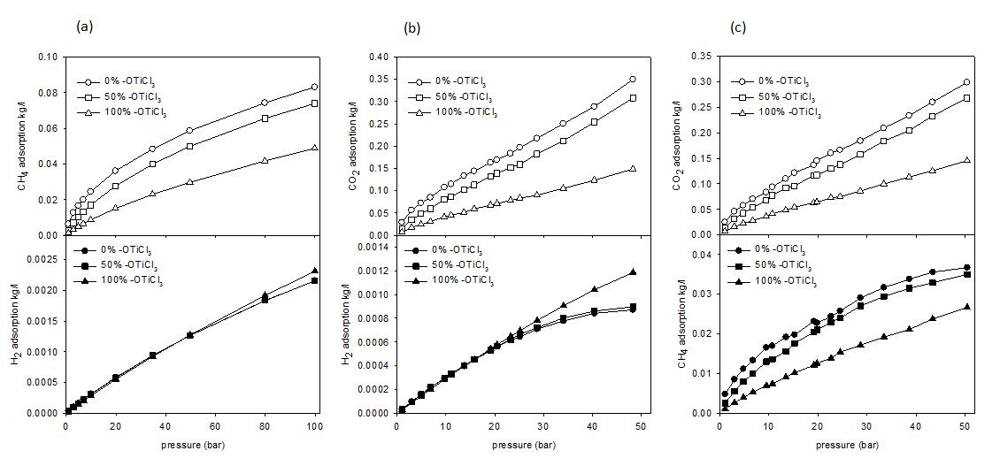 (a)
(b)
(c)
CH4 adsorption kg/l
0.10
0.08
0.06
0.04
0.02
0.00
0% -OTiCl3
50% -OTiCl3
100% -OTiCl3
H2 adsorption kg/l
0.0025
0.0020
0.0015
0.0010
0.0005
0.0000
0% -OTiCl3
50% -OTiCl3
100% -OTiCl3
0 20 40 60 80 100
pressure (bar)
CO2 adsorption kg/l
0.40
0.35
0.30
0.25
0.20
0.15
0.10
0.05
0.00
0% -OTiCl3
50% -OTiCl3
100% -OTiCl3
H2 adsorption kg/l
0.0014
0.0012
0.0010
0.0008
0.0006
0.0004
0.0002
0.0000
0% -OTiCl3
50% -OTiCl3
100% -OTiCl3
0 10 20 30 40 50
pressure (bar)
CO2 adsorption kg/l
0.35
0.30
0.25
0.20
0.15
0.10
0.05
0.00
0% -OTiCl3
50% -OTiCl3
100% -OTiCl3
CH4 adsorption kg/l
0.04
0.03
0.02
0.01
0.00
0% -OTiCl3
50% -OTiCl3
100% -OTiCl3
0 10 20 30 40 50
pressure (bar)